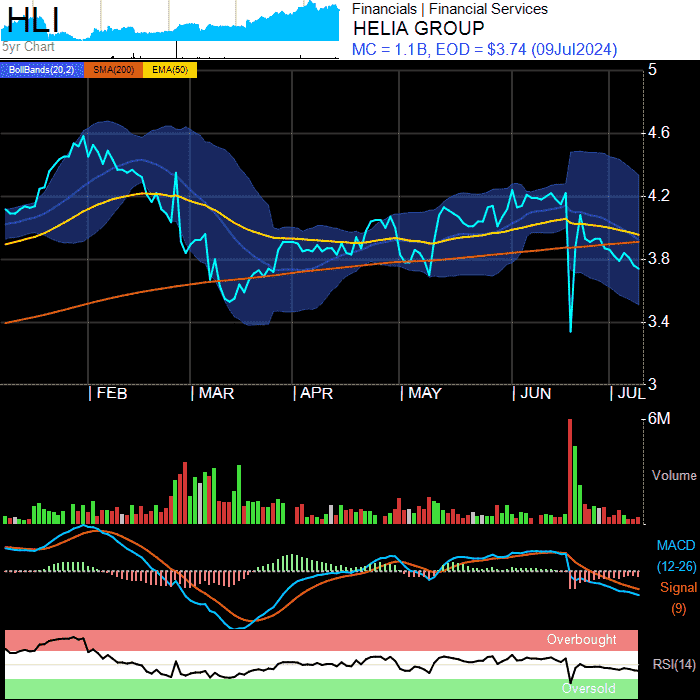 HLI
5yr Chart
Financials | Financial Services
HELIA GROUP
MC = 1.1B, EOD = $3.74 (09Jul2024)
BollBands(20,2) SMA(200) EMA(50)
5
4.6
4.2
3.8
3.4
3
FEB MAR APR MAY JUN JUL
6M
Volume
MACD
(12-26)
Signal
(9)
Overbought
RSI(14)
Oversold